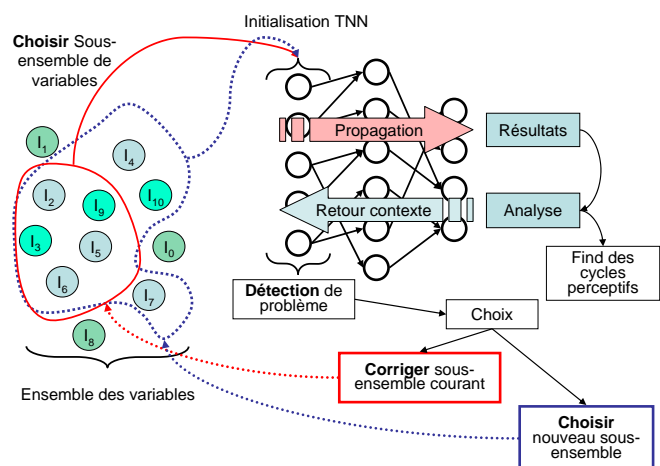 Initialisation TNN
Choisir Sous-
ensemble de
variables
I1
I4
I2
I9
I10
I3
I5
I0
I6
I7
I8
Ensemble des variables
Propagation
Résultats
Retour contexte
Analyse
Find des
cycles
perceptifs
Détection de
problème
Choix
Corriger sous-
ensemble courant
Choisir
nouveau sous-
ensemble